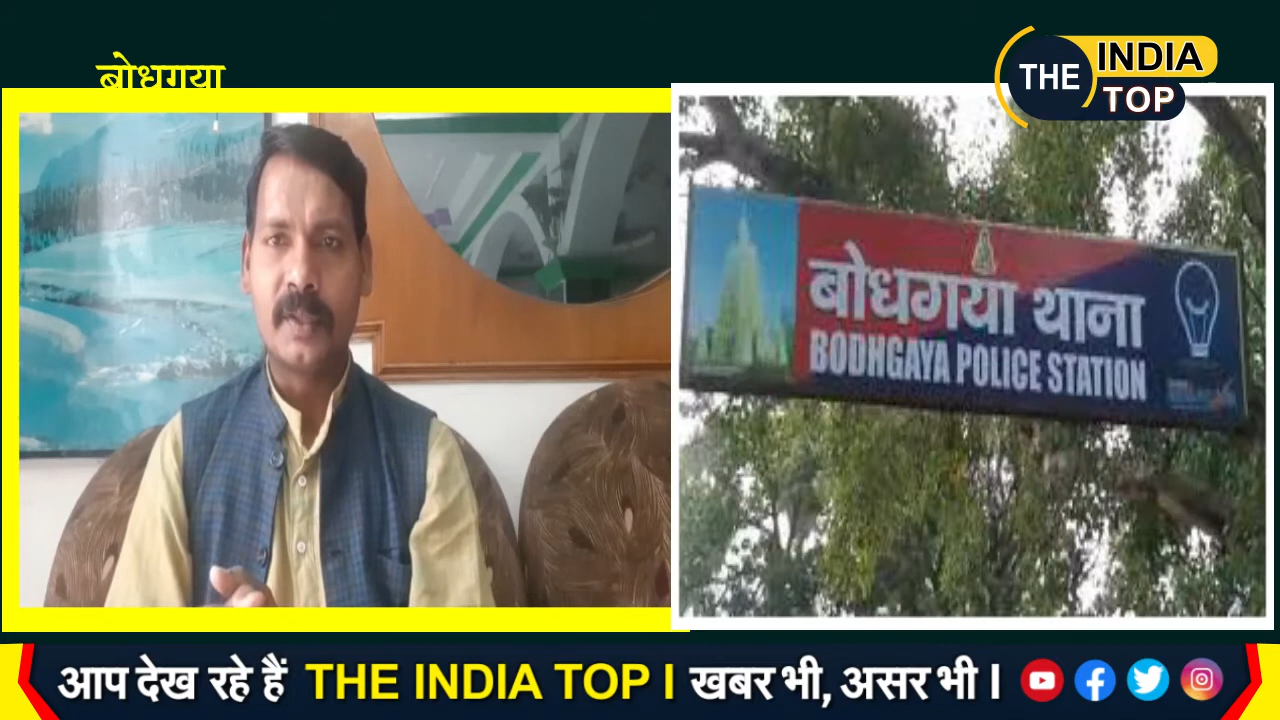 बोधगया
THE INDIA
TOP
बोधगया थाना
BODHGAYA POLICE STATION
आप देख रहे हैं THE INDIA TOP I खबर भी, असर भी I